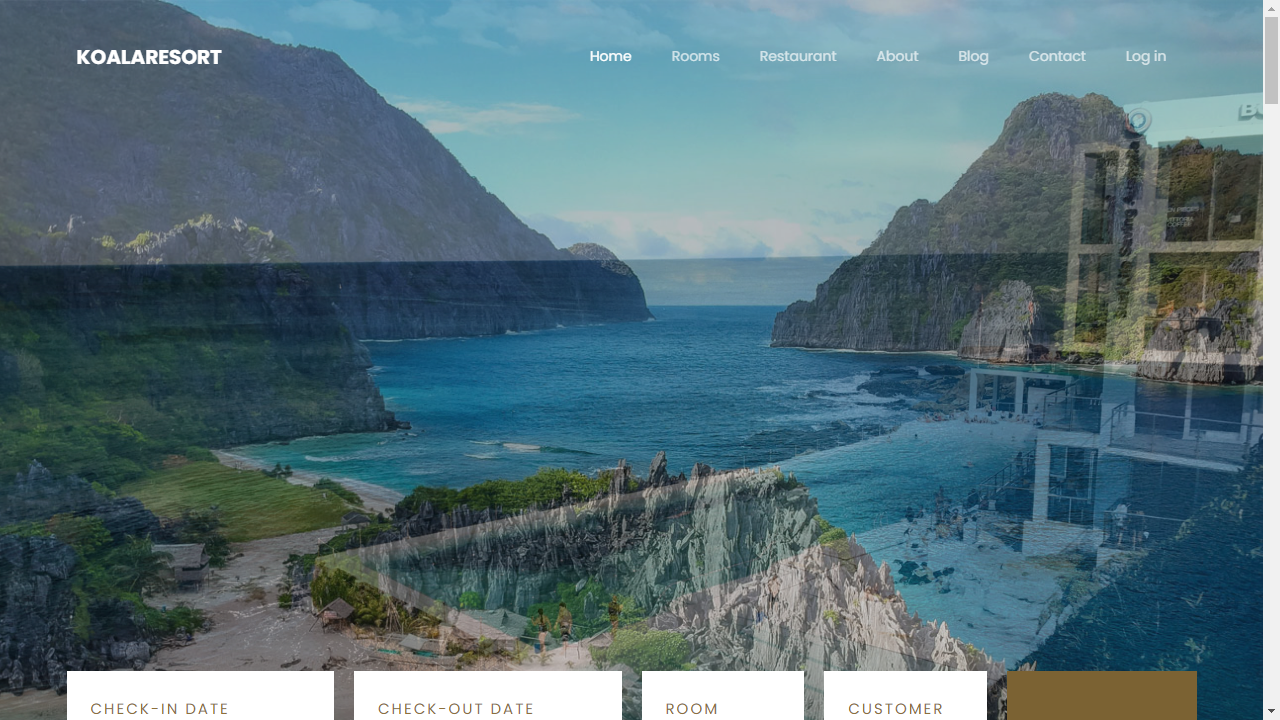 KOALARESORT
Home
Rooms
Restaurant
About
Blog
Contact
Log in
CHECK-IN DATE
CHECK-OUT DATE
ROOM
CUSTOMER